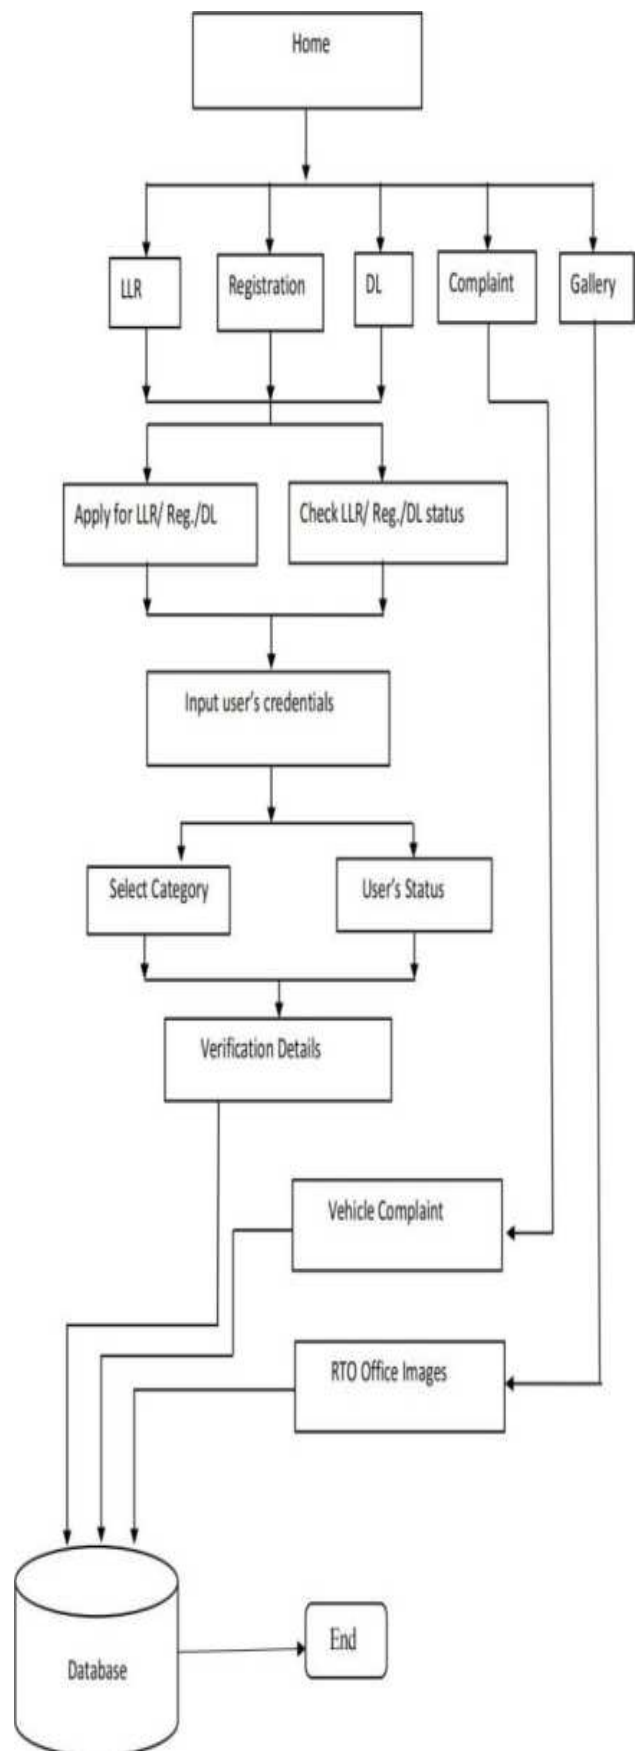 Home
LLR
Registration
DL
Complaint
Gallery
Apply for LLR/ Reg./DL
Check LLR/ Reg./DL status
Input user's credentials
Select Category
User's Status
Verification Details
Vehicle Complaint
RTO Office Images
Database
End